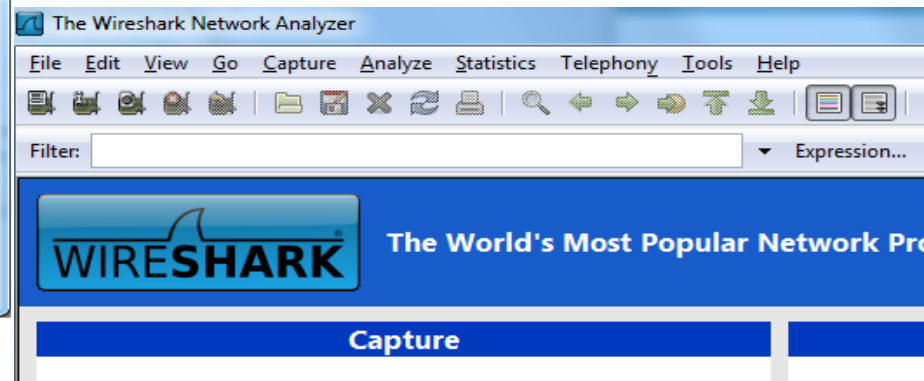 The Wireshark Network Analyzer
File Edit View Go Capture Analyze Statistics Telephony Tools Help
Filter: Expression...
WIRESHARK® The World's Most Popular Network Pro
Capture